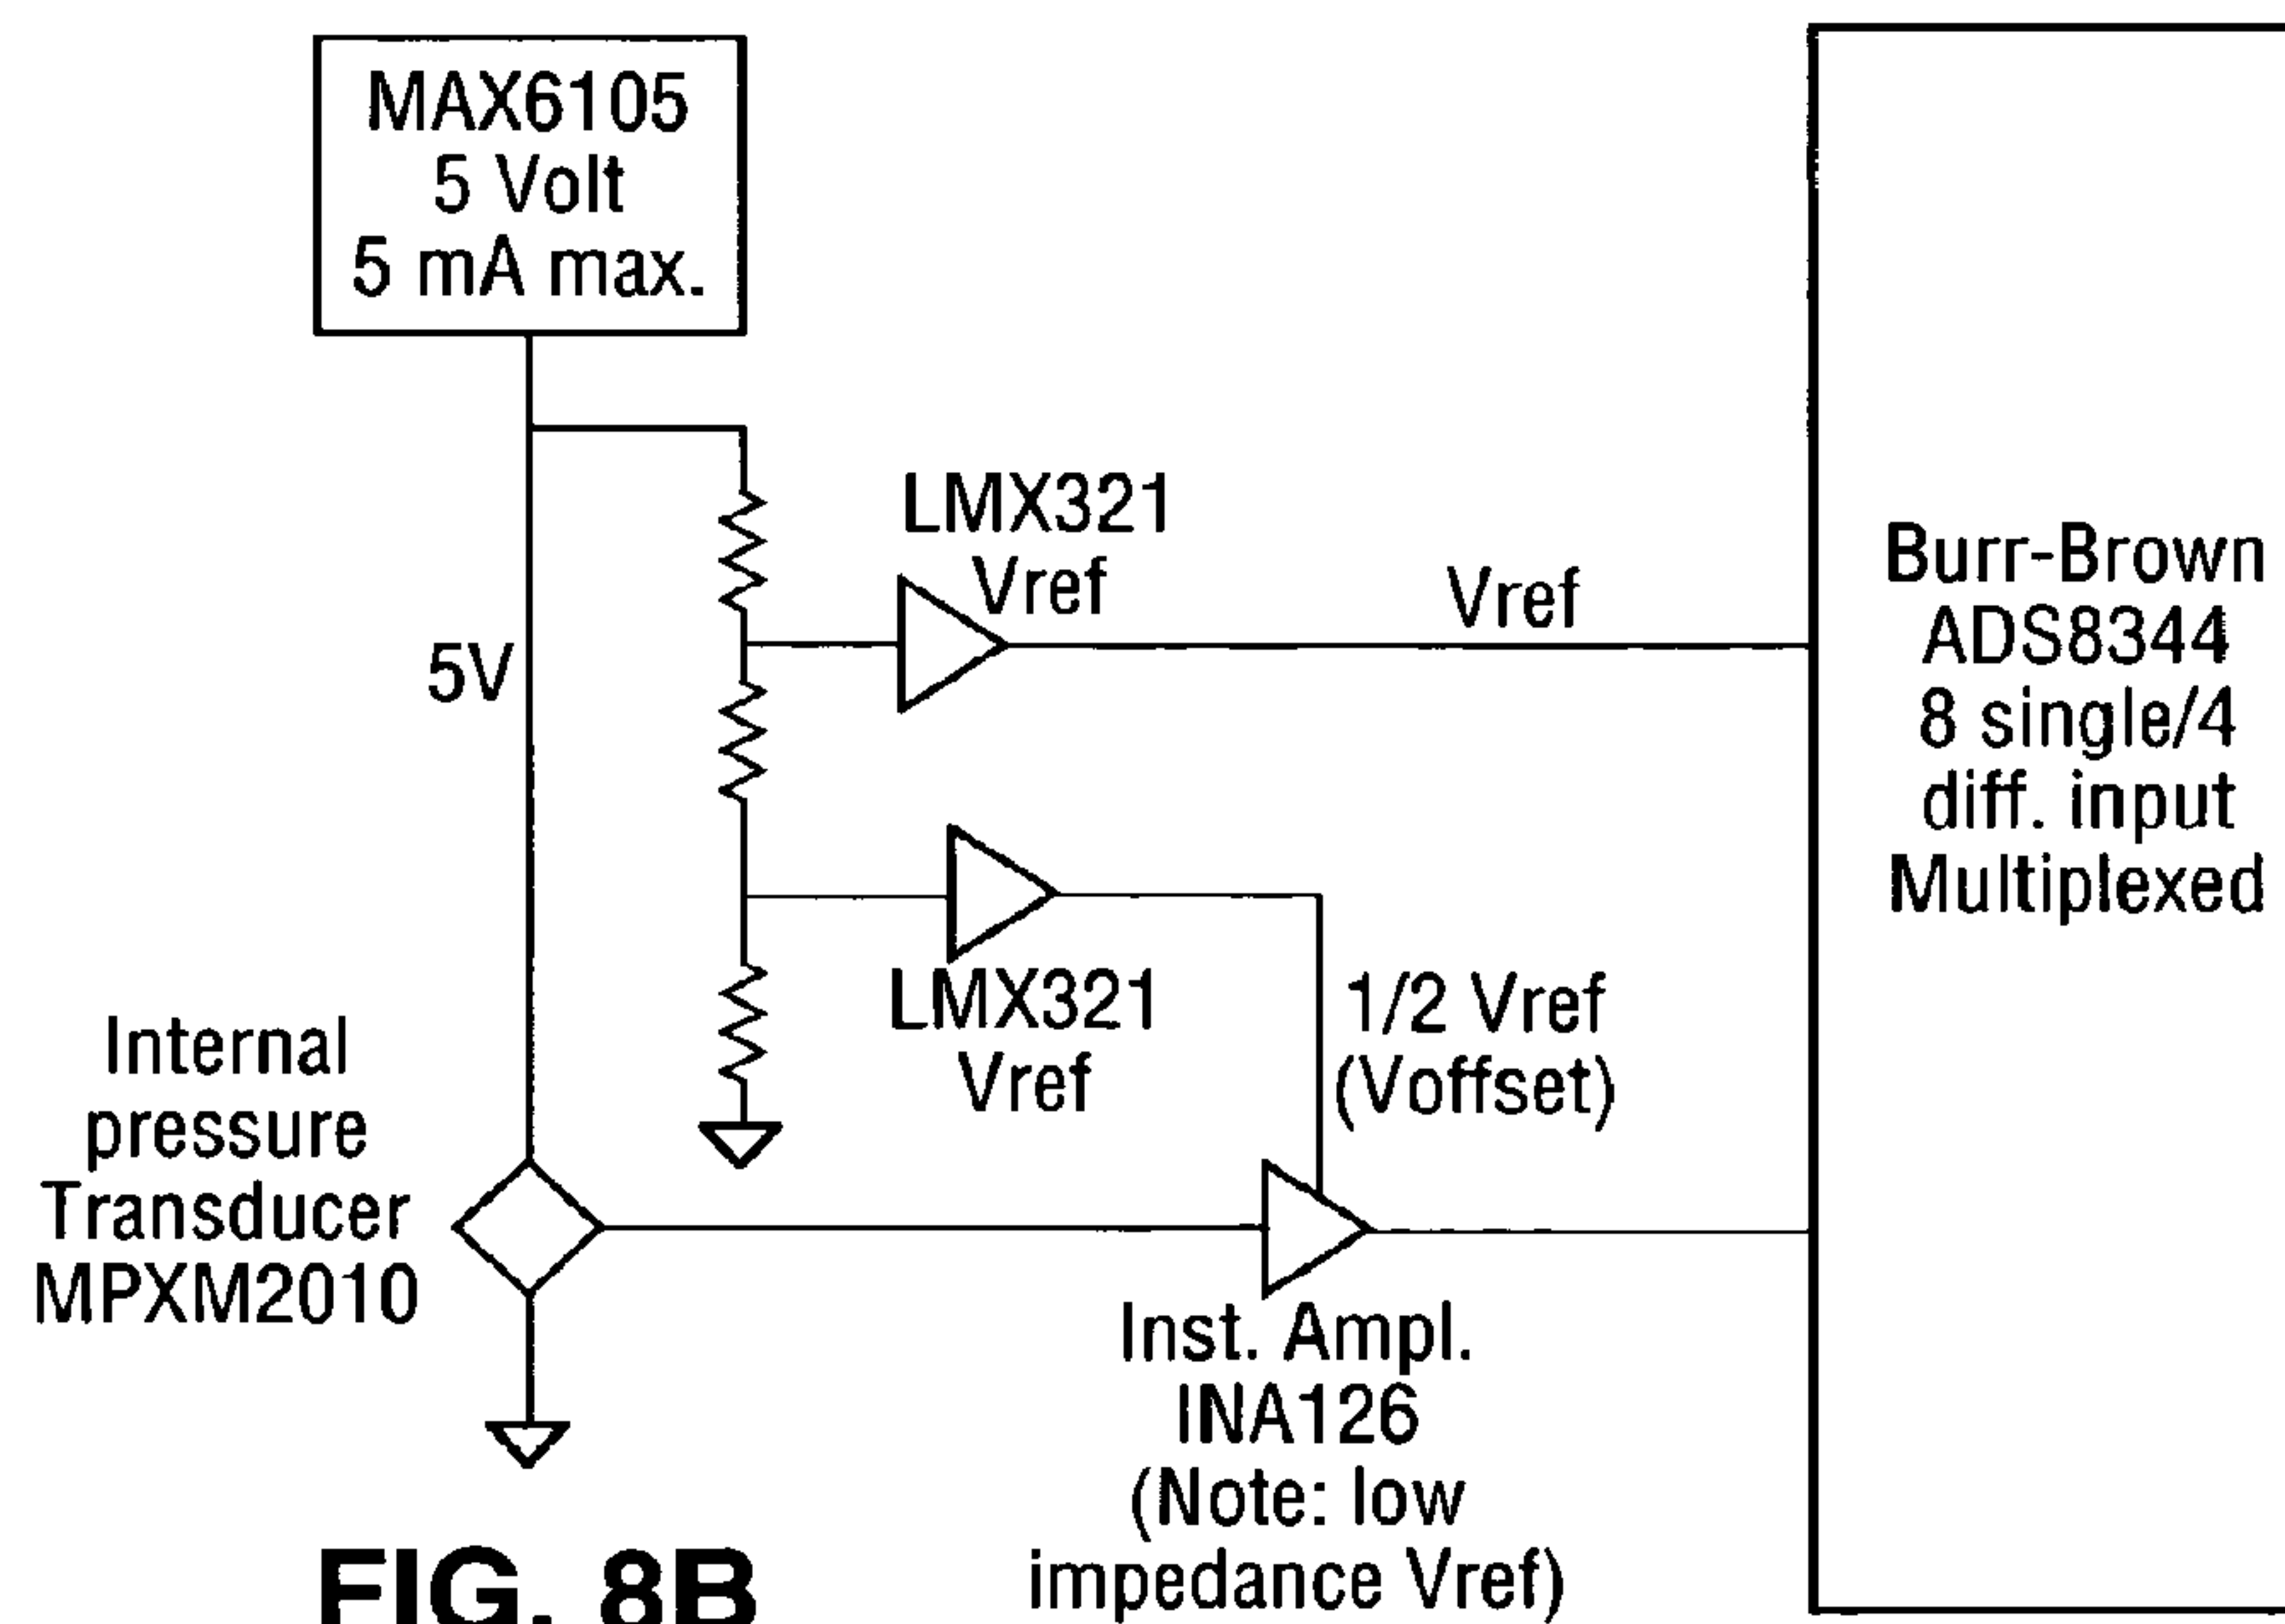 MAX6105
5 Volt
5 mA max.
LMX321
Vref
Vref
5V
Burr-Brown
ADS8344
8 single/4
diff. input
Multiplexed
LMX321
Vref
1/2 Vref
(Voffset)
Internal
pressure
Transducer
MPXM2010
Inst. Ampl.
INA126
(Note: low
impedance Vref)
FIG. 8B